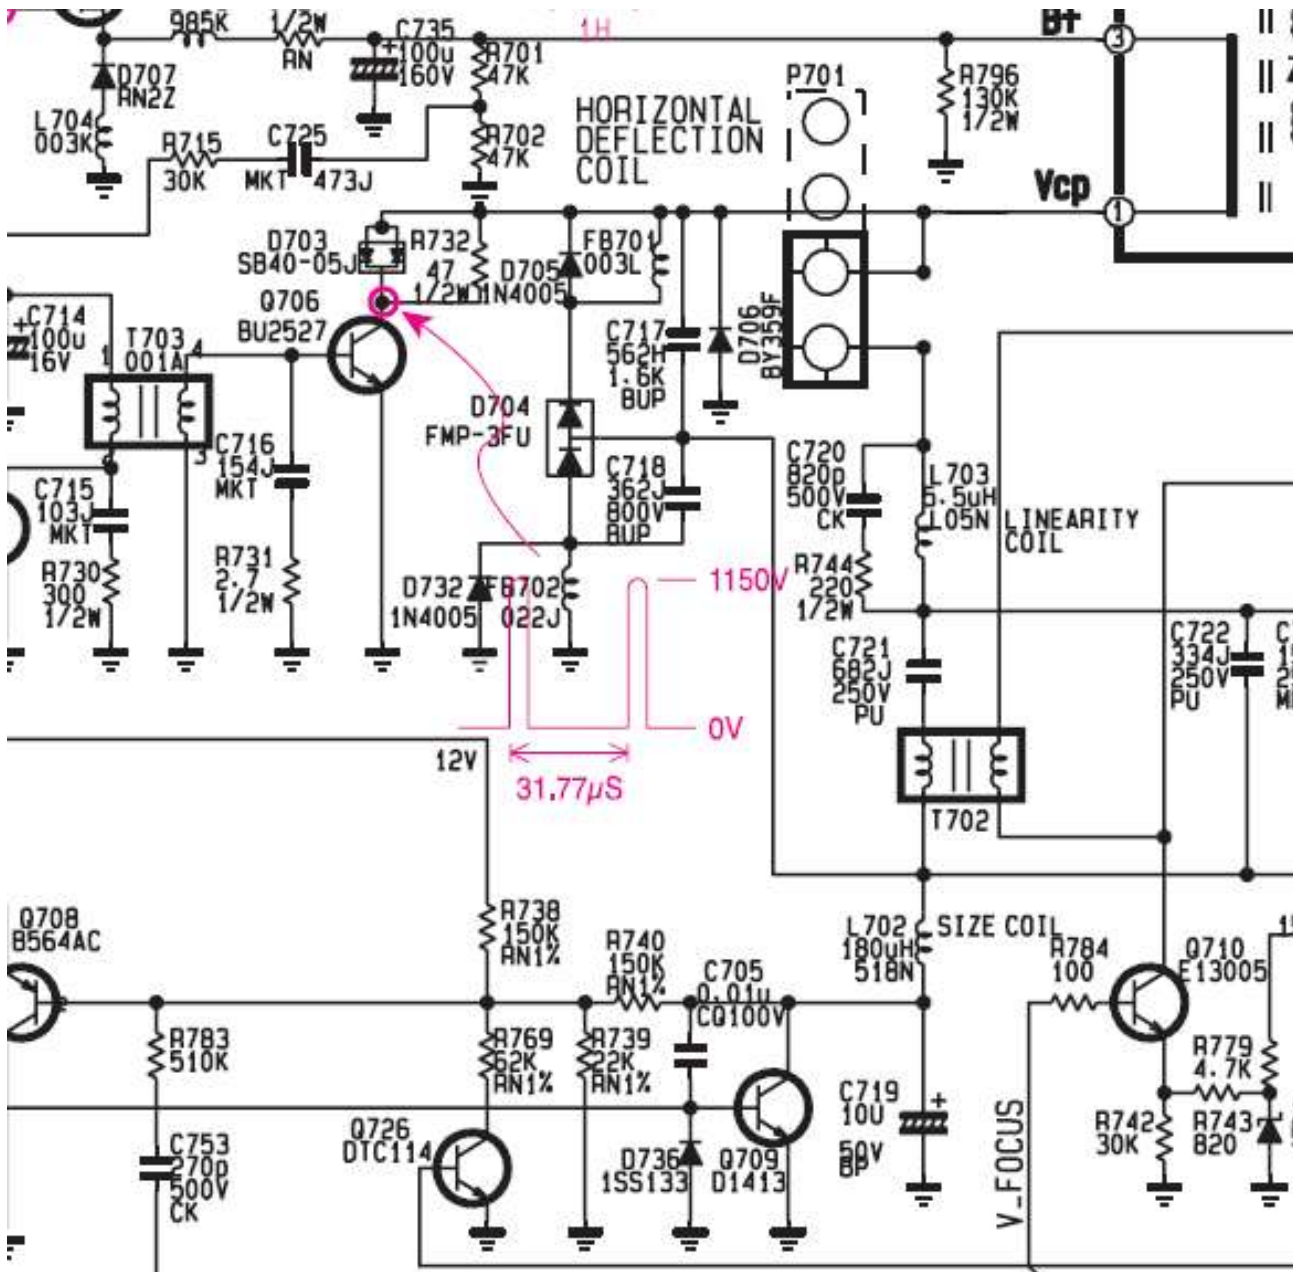 985K
1/2W
RN
C735
+
100u
160V
1H
R701
47K
B+
3
D707
RN2Z
L704
003K
R715
30K
C725
MKT 473J
R702
47K
HORIZONTAL
DEFLECTION
COIL
P701
R796
130K
1/2W
Vcp
1
D703
SB40-05J
R732
47
1/2W
D705
1N4005
FB701
003L
Q706
BU2527
C714
+
100u
16V
T703
001A
1
4
3
C717
562H
1.6K
BUP
D706
BY359F
D704
FMP-3FU
C716
154J
MKT
C715
103J
MKT
C718
362J
800V
BUP
C720
820p
500V
CK
L703
5.5uH
L05N
LINEARITY
COIL
R730
300
1/2W
R731
2.7
1/2W
D732
1N4005
FB702
022J
1150V
R744
220
1/2W
C721
682J
250V
PU
C722
334J
250V
PU
0V
12V
31.77µS
T702
Q708
B564AC
R738
150K
RN1%
R740
150K
RN1%
C705
0.01u
CQ100V
L702
180uH
518N
SIZE COIL
R784
100
Q710
E13005
R783
510K
R769
62K
RN1%
R739
22K
RN1%
R779
4.7K
C719
10U
+
50V
BP
Q726
DTC114
C753
270p
500V
CK
D736
1SS133
Q709
D1413
V_FOCUS
R742
30K
R743
820